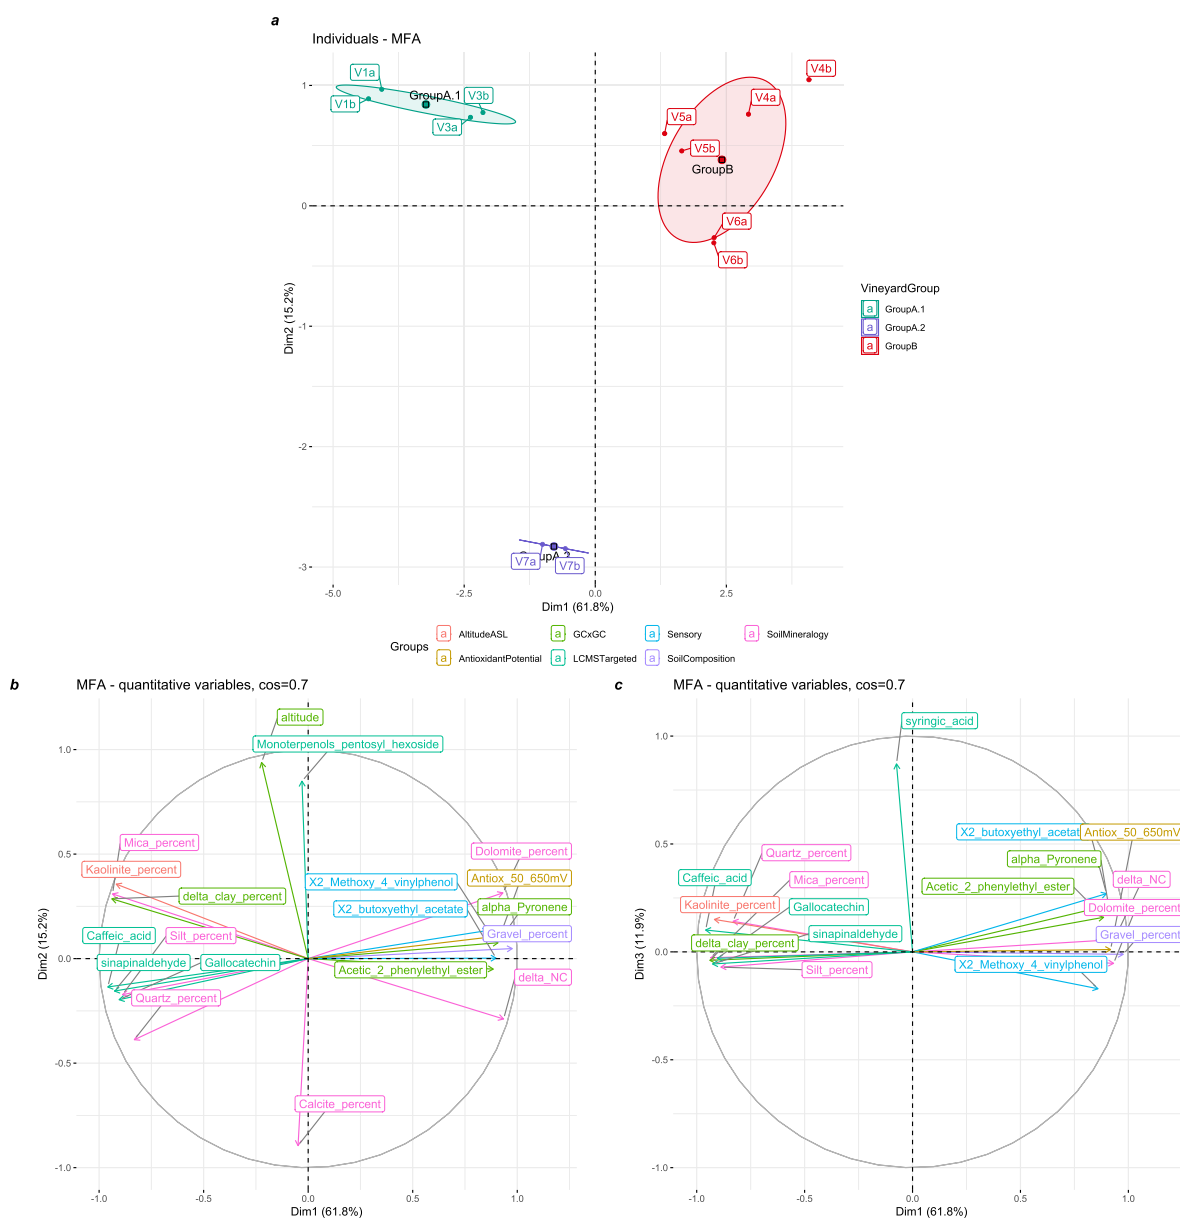 a
Individuals - MFA
V4b
V1a
GroupA.1
V3b
V4a
V1b
V3a
V5a
V5b
GroupB
V6a
V6b
V7a
V7b
1
0
-1
-2
-3
Dim2 (15.2%)
-5.0
-2.5
0.0
2.5
Dim1 (61.8%)
VineyardGroup
a GroupA.1
a GroupA.2
a GroupB
Groups
a AltitudeASL
a GCxGC
a Sensory
a SoilMineralogy
a AntioxidantPotential
a LCMSTargeted
a SoilComposition
b
MFA - quantitative variables, cos=0.7
altitude
Monoterpenols_pentosyl_hexoside
Mica_percent
Kaolinite_percent
delta_clay_percent
Caffeic_acid
Silt_percent
sinapinaldehyde
Gallocatechin
Quartz_percent
Dolomite_percent
X2_Methoxy_4_vinylphenol
Antiox_50_650mV
X2_butoxyethyl_acetate
alpha_Pyronene
Gravel_percent
Acetic_2_phenylethyl_ester
delta_NC
Calcite_percent
1.0
0.5
0.0
-0.5
-1.0
Dim2 (15.2%)
-1.0
-0.5
0.0
0.5
1.0
Dim1 (61.8%)
c
MFA - quantitative variables, cos=0.7
syringic_acid
X2_butoxyethyl_acetat
Antiox_50_650mV
Quartz_percent
alpha_Pyronene
Caffeic_acid
Mica_percent
Acetic_2_phenylethyl_ester
delta_NC
Kaolinite_percent
Gallocatechin
Dolomite_percent
sinapinaldehyde
Gravel_percent
delta_clay_percent
Silt_percent
X2_Methoxy_4_vinylphenol
1.0
0.5
0.0
-0.5
-1.0
Dim3 (11.9%)
-1.0
-0.5
0.0
0.5
1.0
Dim1 (61.8%)